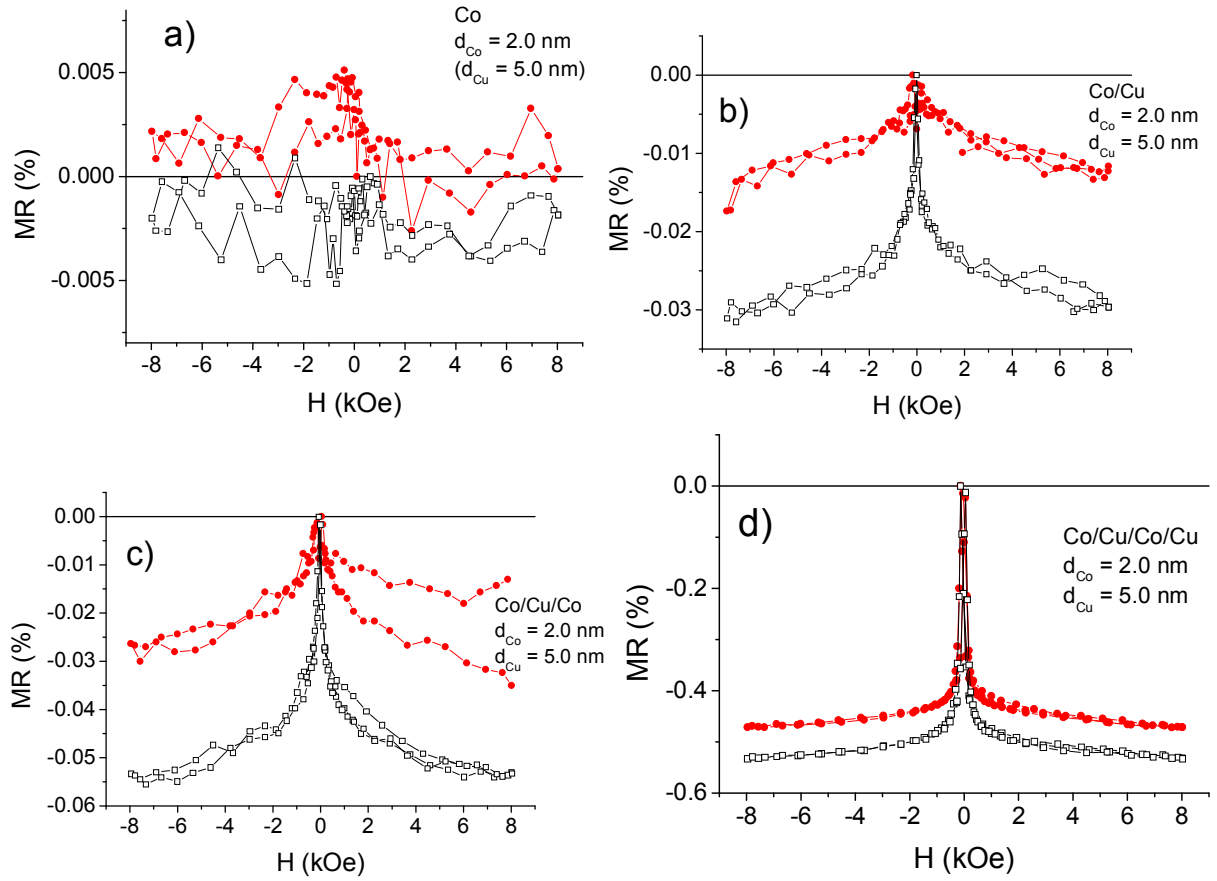 a)
Co
d_Co = 2.0 nm
(d_Cu = 5.0 nm)
0.005
0.000
-0.005
MR (%)
-8 -6 -4 -2 0 2 4 6 8
H (kOe)
b)
Co/Cu
d_Co = 2.0 nm
d_Cu = 5.0 nm
0.00
-0.01
-0.02
-0.03
MR (%)
-8 -6 -4 -2 0 2 4 6 8
H (kOe)
c)
Co/Cu/Co
d_Co = 2.0 nm
d_Cu = 5.0 nm
0.00
-0.01
-0.02
-0.03
-0.04
-0.05
-0.06
MR (%)
-8 -6 -4 -2 0 2 4 6 8
H (kOe)
d)
Co/Cu/Co/Cu
d_Co = 2.0 nm
d_Cu = 5.0 nm
0.0
-0.2
-0.4
-0.6
MR (%)
-8 -6 -4 -2 0 2 4 6 8
H (kOe)